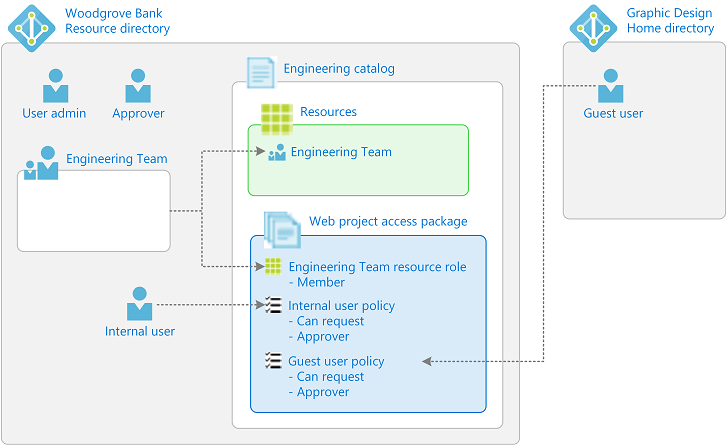 Woodgrove Bank
Resource directory
Graphic Design
Home directory
Engineering catalog
User admin
Approver
Resources
Guest user
Engineering Team
Engineering Team
Web project access package
Engineering Team resource role
- Member
Internal user
Internal user policy
- Can request
- Approver
Guest user policy
- Can request
- Approver